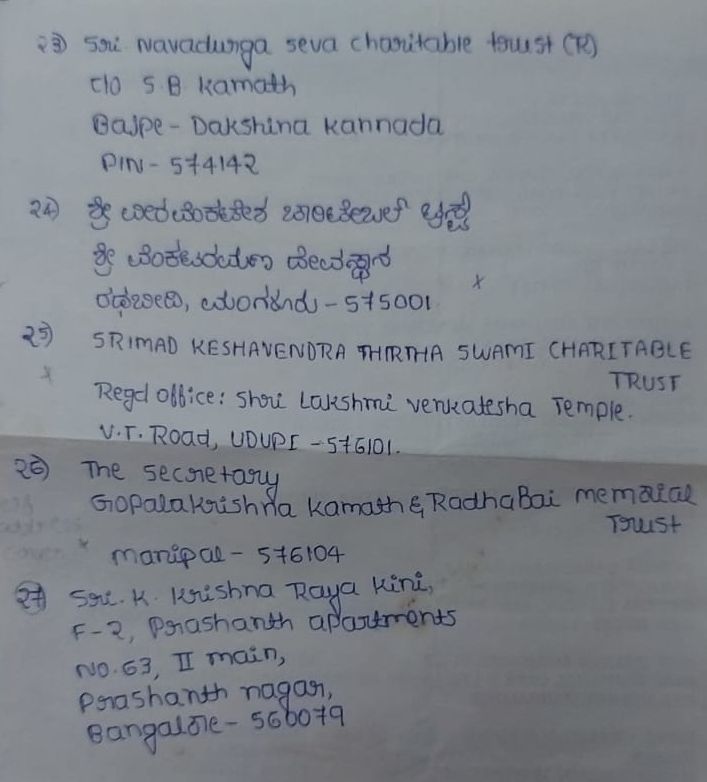 23) Sri Navadurga seva charitable trust (R)
c/o S.B Kamath
Bajpe - Dakshina Kannada
PIN - 574142
24) ಶ್ರೀ ವೀರವೆಂಕಟೇಶ ಚಾರಿಟೇಬಲ್ ಟ್ರಸ್ಟ್
ಶ್ರೀ ವೆಂಕಟರಮಣ ದೇವಸ್ಥಾನ
ರಥಬೀದಿ, ಮಂಗಳೂರು - 575001 x
25) SRIMAD KESHAVENDRA THIRTHA SWAMI CHARITABLE
TRUST
x
Regd office: Shri Lakshmi Venkatesha Temple.
V.T. Road, UDUPI - 576101.
26) The secretary
Gopalakrishna Kamath & RadhaBai memorial
Trust
x manipal - 576104
27) Sri. K. Krishna Raya Kini,
F-2, Prashanth apartments
No. 63, II main,
Prashanth nagar,
Bangalore - 560079